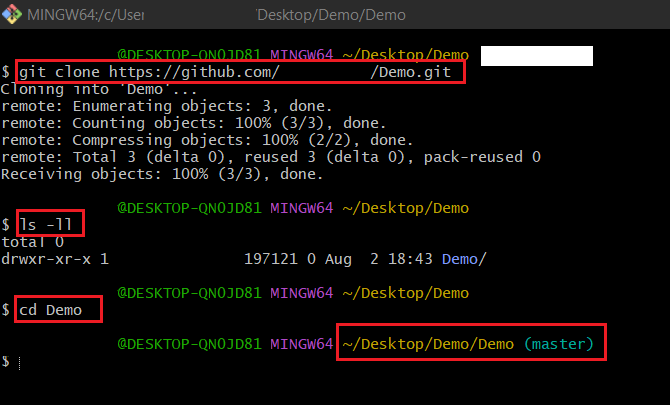 MINGW64:/c/User /Desktop/Demo/Demo
@DESKTOP-QNOJD81 MINGW64 ~/Desktop/Demo
$ git clone https://github.com/ /Demo.git
Cloning into 'Demo'...
remote: Enumerating objects: 3, done.
remote: Counting objects: 100% (3/3), done.
remote: Compressing objects: 100% (2/2), done.
remote: Total 3 (delta 0), reused 3 (delta 0), pack-reused 0
Receiving objects: 100% (3/3), done.
@DESKTOP-QNOJD81 MINGW64 ~/Desktop/Demo
$ ls -ll
total 0
drwxr-xr-x 1 197121 0 Aug 2 18:43 Demo/
@DESKTOP-QNOJD81 MINGW64 ~/Desktop/Demo
$ cd Demo
@DESKTOP-QNOJD81 MINGW64 ~/Desktop/Demo/Demo (master)
$